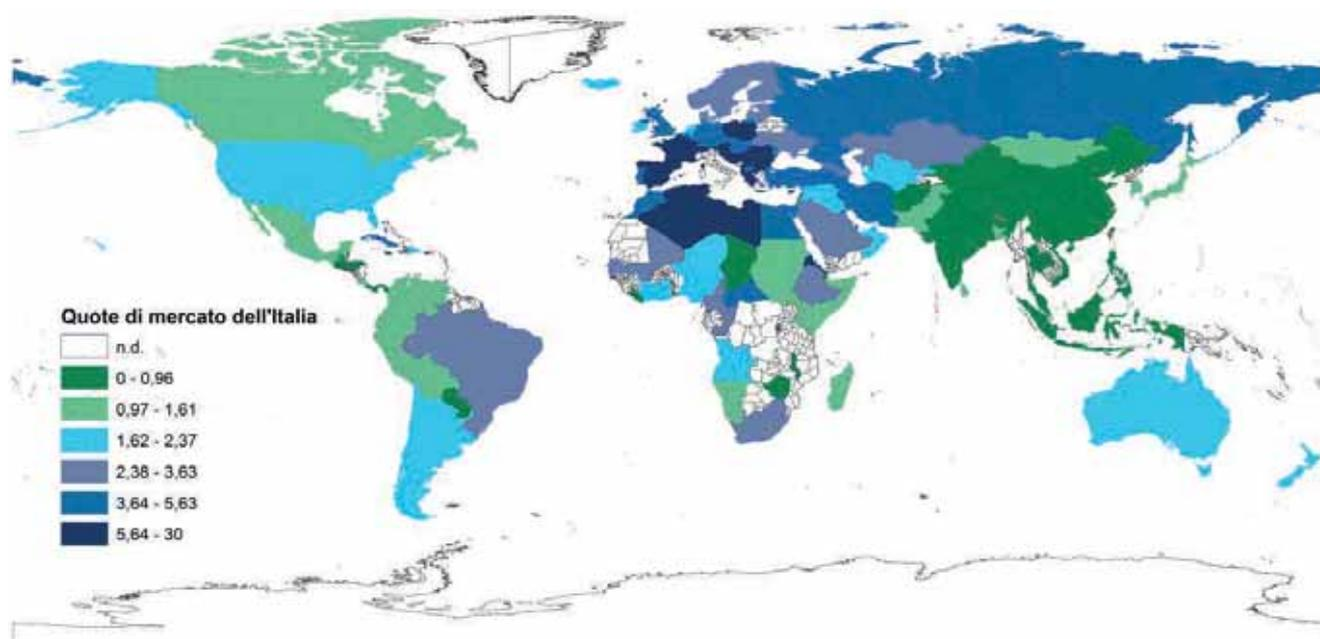 Quote di mercato dell'Italia
n.d.
0 - 0,96
0,97 - 1,61
1,62 - 2,37
2,38 - 3,63
3,64 - 5,63
5,64 - 30